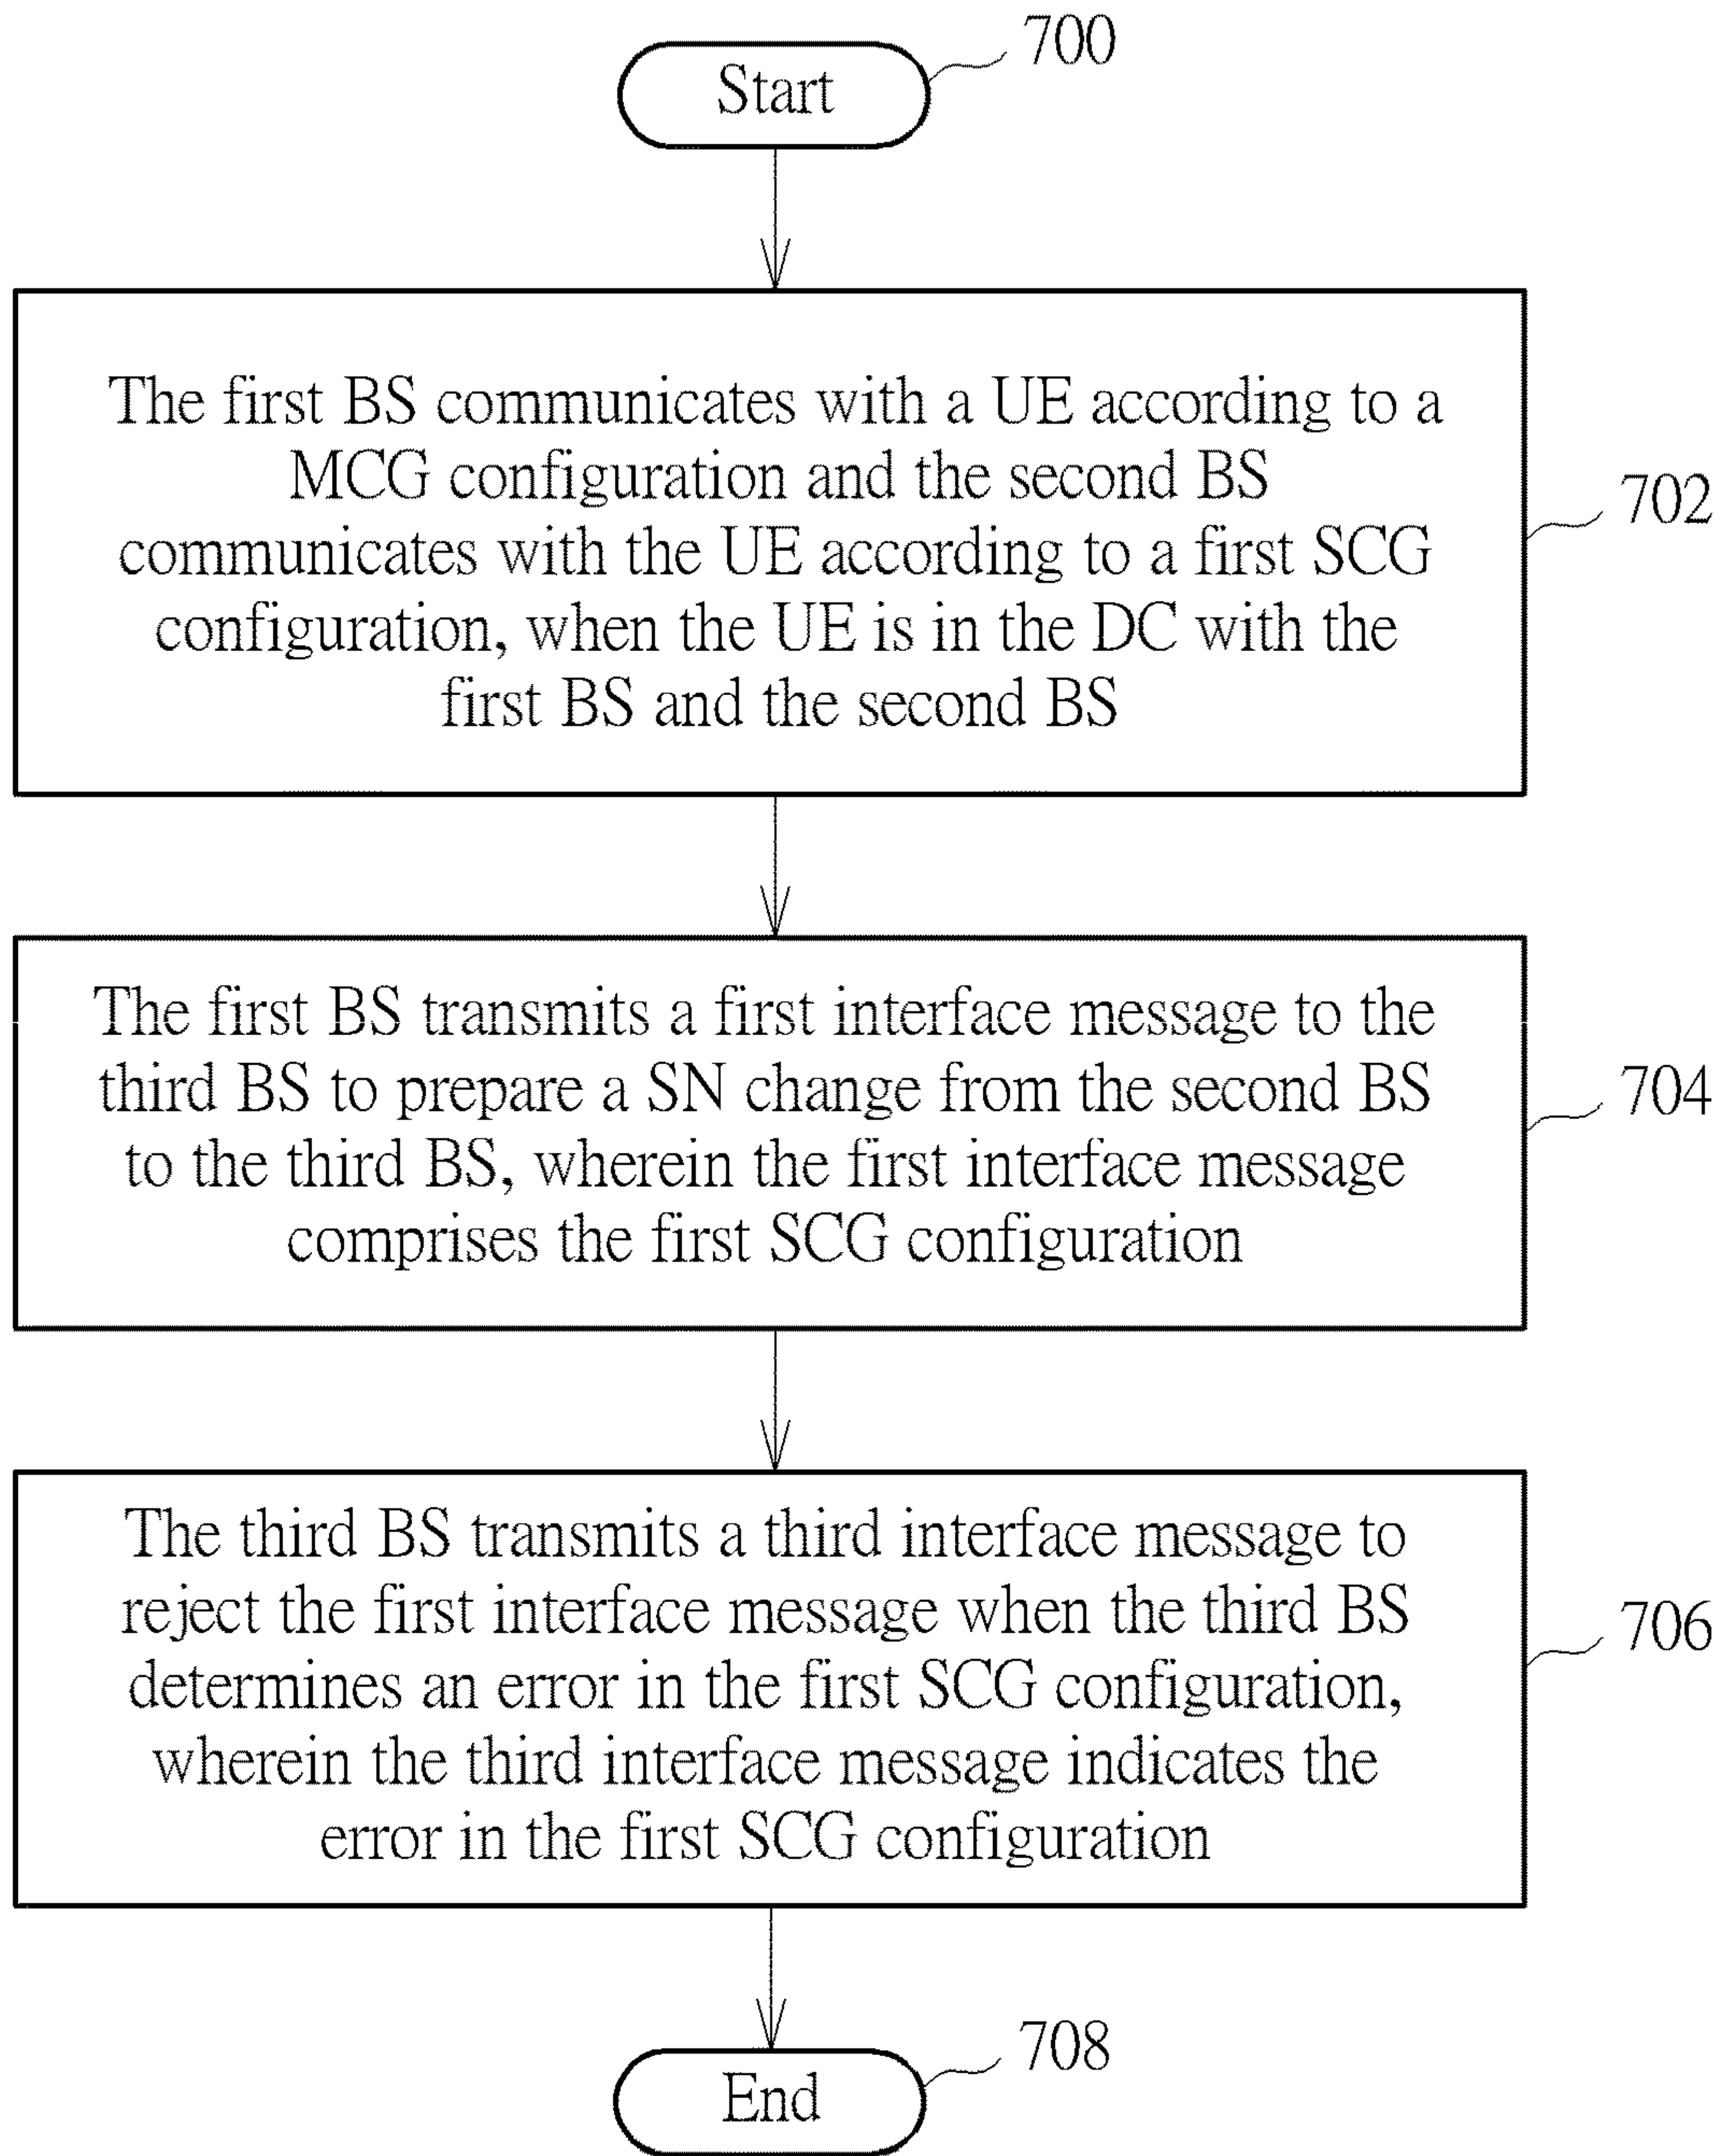 700
Start
The first BS communicates with a UE according to a
MCG configuration and the second BS
communicates with the UE according to a first SCG
configuration, when the UE is in the DC with the
first BS and the second BS
702
The first BS transmits a first interface message to the
third BS to prepare a SN change from the second BS
to the third BS, wherein the first interface message
comprises the first SCG configuration
704
The third BS transmits a third interface message to
reject the first interface message when the third BS
determines an error in the first SCG configuration,
wherein the third interface message indicates the
error in the first SCG configuration
706
708
End